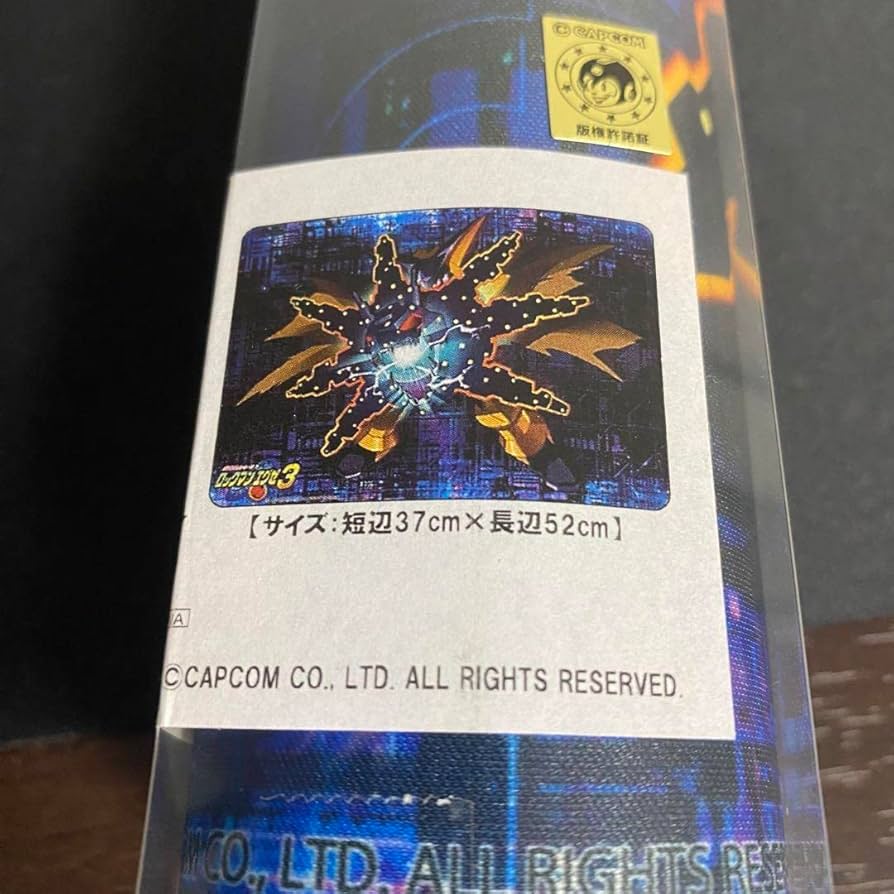 © CAPCOM
版権許諾証
ロックマンエグゼ3
【サイズ:短辺37cm×長辺52cm】
IA
©CAPCOM CO., LTD. ALL RIGHTS RESERVED.
CO., LTD. ALL RIGHTS RESE